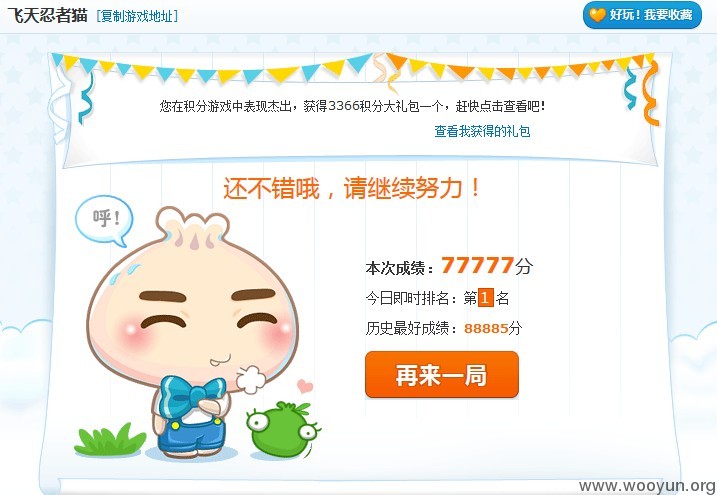 飞天忍者猫 [复制游戏地址]
好玩!我要收藏
您在积分游戏中表现杰出，获得3366积分大礼包一个，赶快点击查看吧！
查看我获得的礼包
还不错哦，请继续努力！
呼!
本次成绩：77777分
今日即时排名：第1名
历史最好成绩：88885分
再来一局
www.wooyun.org